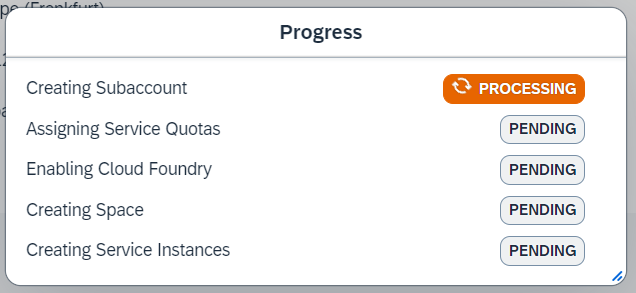 Progress
Creating Subaccount PROCESSING
Assigning Service Quotas PENDING
Enabling Cloud Foundry PENDING
Creating Space PENDING
Creating Service Instances PENDING